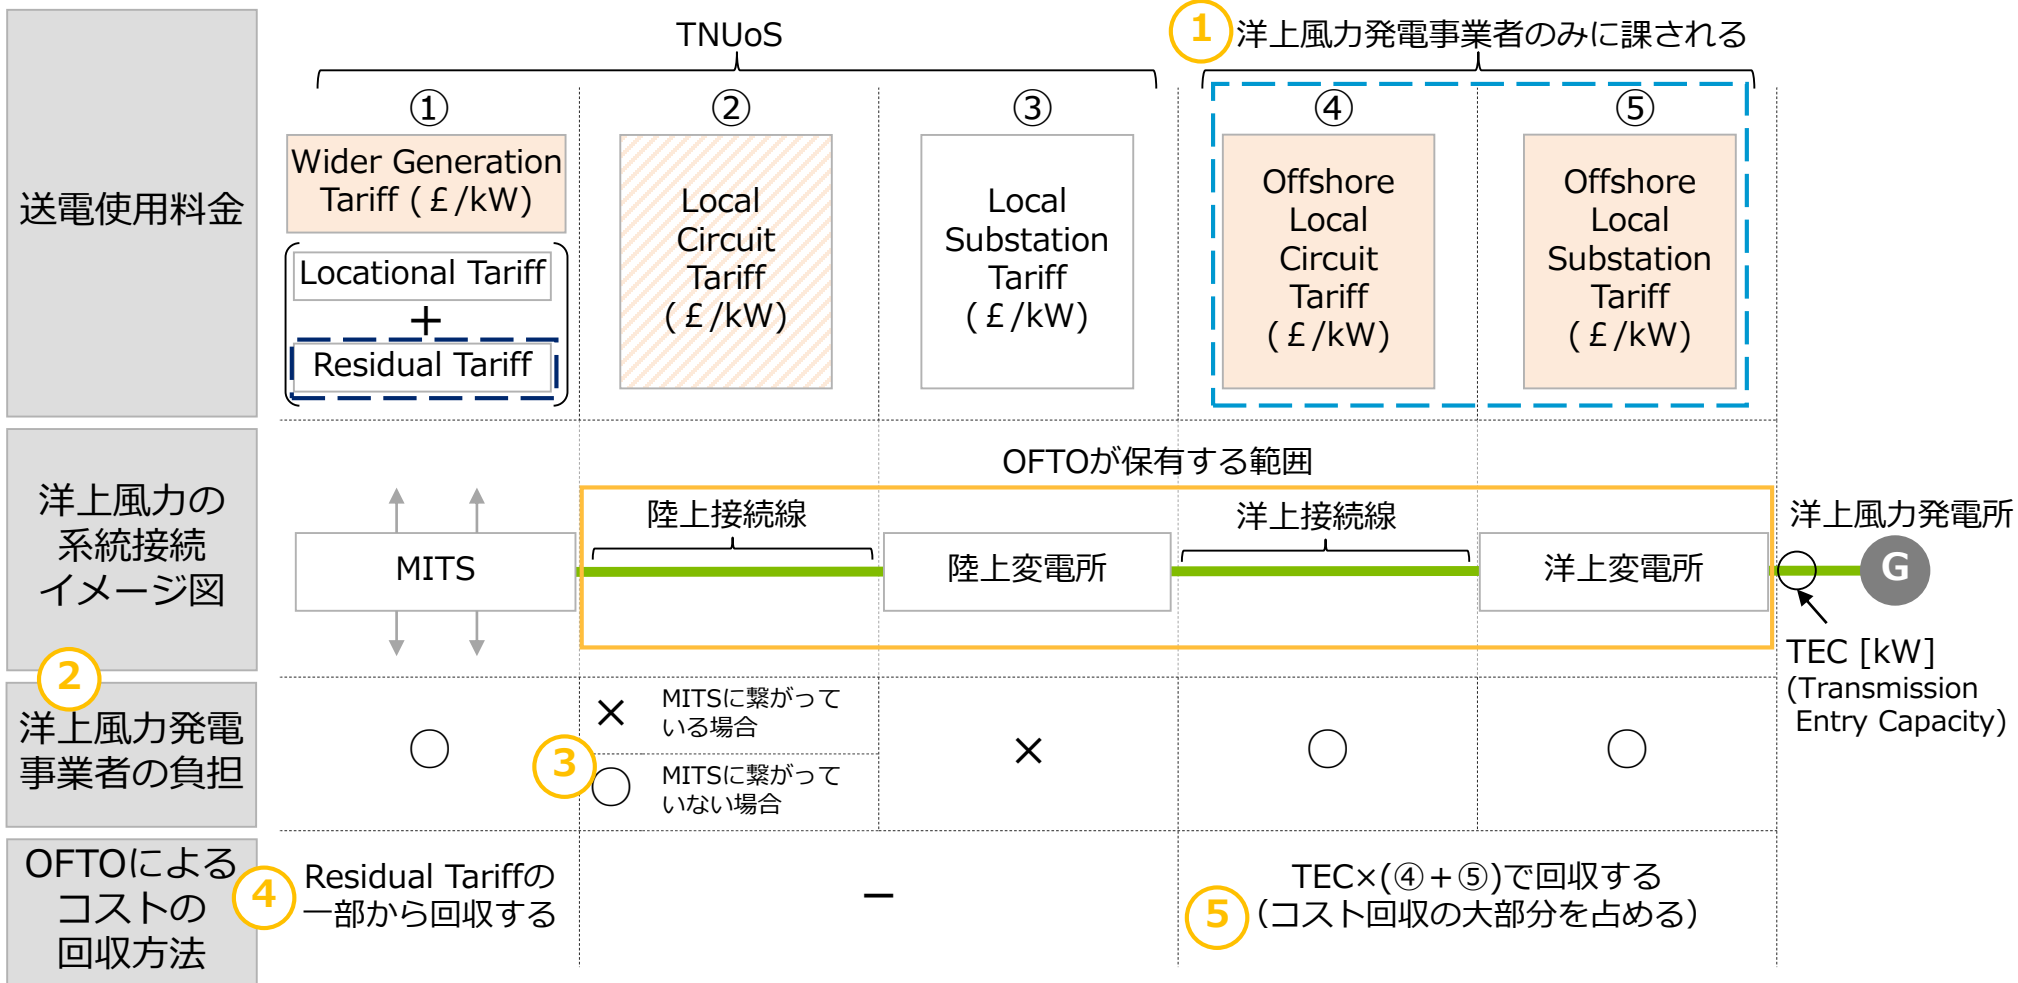 TNUoS
1
洋上風力発電事業者のみに課される
送電使用料金
①
②
③
④
⑤
Wider Generation
Tariff (￡/kW)
Locational Tariff
+
Residual Tariff
Local
Circuit
Tariff
(￡/kW)
Local
Substation
Tariff
(￡/kW)
Offshore
Local
Circuit
Tariff
(￡/kW)
Offshore
Local
Substation
Tariff
(￡/kW)
洋上風力の
系統接続
イメージ図
OFTOが保有する範囲
MITS
陸上接続線
陸上変電所
洋上接続線
洋上変電所
洋上風力発電所
G
TEC [kW]
(Transmission
Entry Capacity)
2
洋上風力発電
事業者の負担
○
×
MITSに繋がって
いる場合
3
○
MITSに繋がって
いない場合
×
○
○
OFTOによる
コストの
回収方法
4
Residual Tariffの
一部から回収する
−
5
TEC×(④＋⑤)で回収する
（コスト回収の大部分を占める）